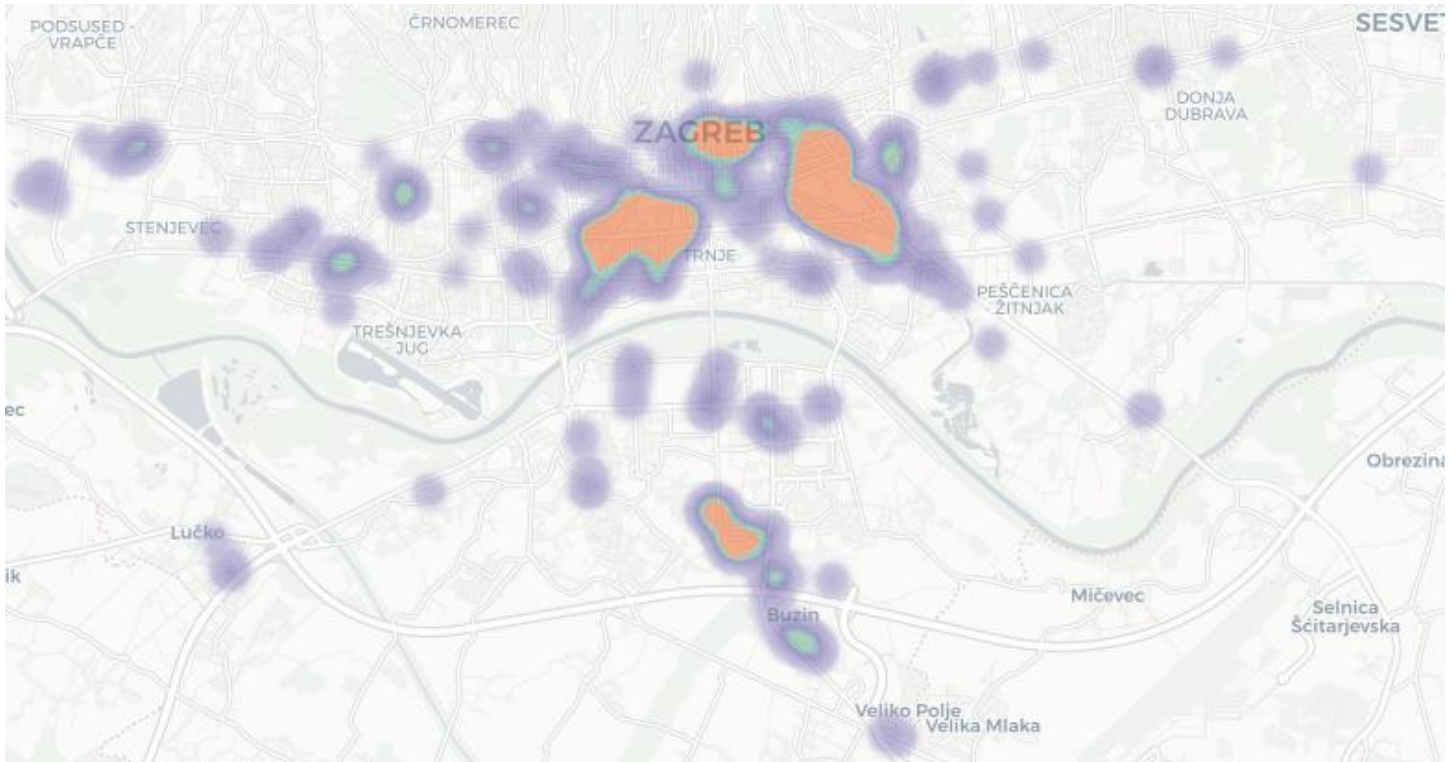 PODSUSED -
VRAPČE
ČRNOMEREC
SESVET
DONJA
DUBRAVA
ZAGREB
STENJEVEC
TRNJE
PEŠČENICA
- ŽITNJAK
TREŠNJEVKA
- JUG
ec
Obrezina
Lučko
ik
Buzin
Mičevec
Selnica
Šćitarjevska
Veliko Polje
Velika Mlaka